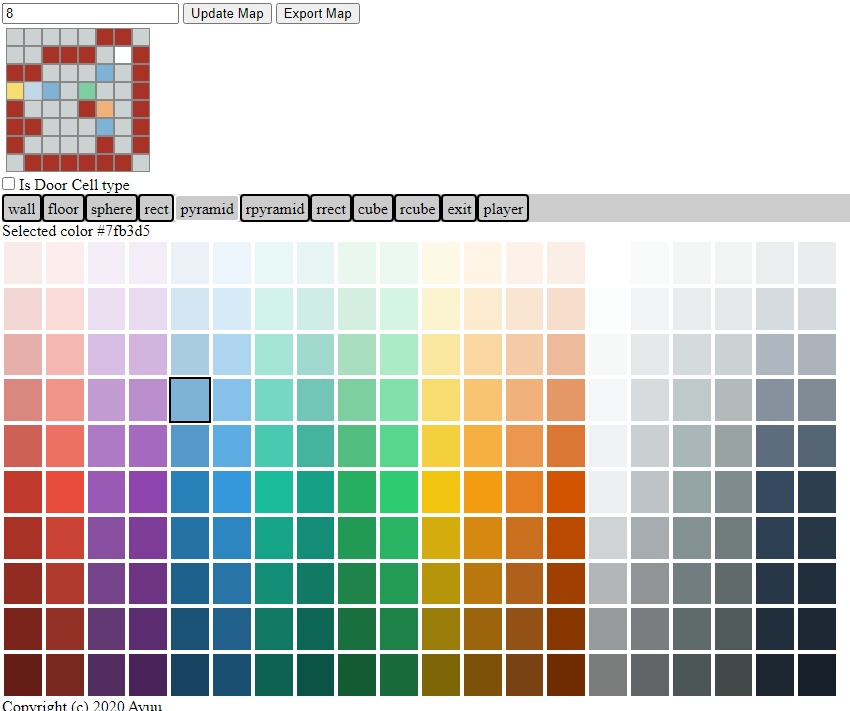 8 Update Map Export Map
Is Door Cell type
wall floor sphere rect pyramid rpyramid rrect cube rcube exit player
Selected color #7fb3d5
Copyright (c) 2020 Avuu